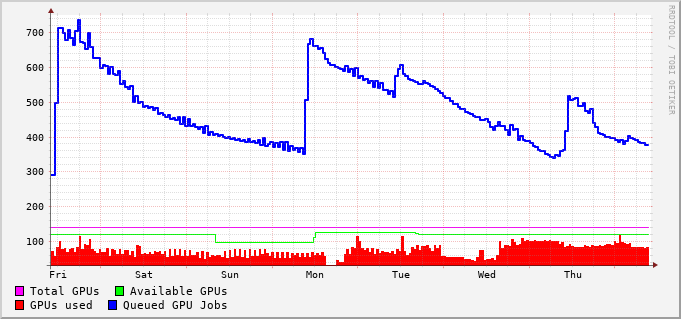 RRDTOOL / TOBI OETIKER
700
600
500
400
300
200
100
Fri Sat Sun Mon Tue Wed Thu
Total GPUs Available GPUs
GPUs used Queued GPU Jobs